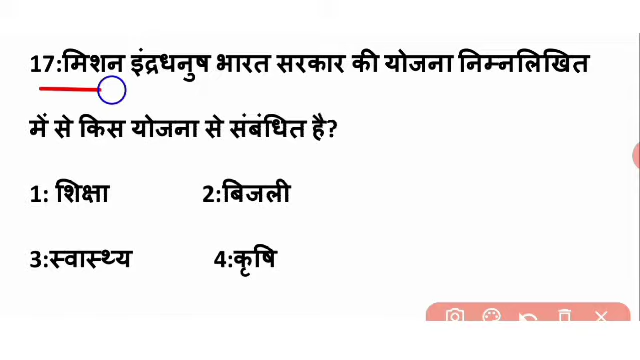 17:मिशन इंद्रधनुष भारत सरकार की योजना निम्नलिखित
में से किस योजना से संबंधित है?
1: शिक्षा 2:बिजली
3:स्वास्थ्य 4:कृषि